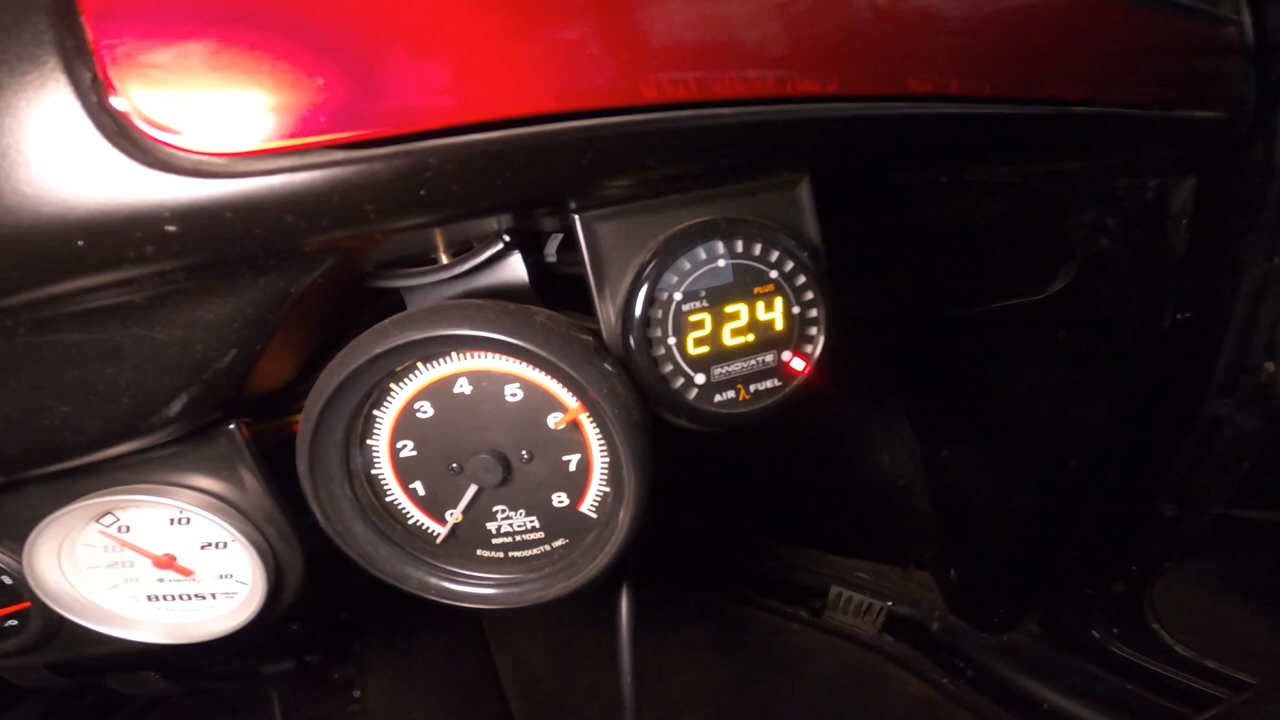 MTX-L
PLUS
22.4
INNOVATE
AIR λ FUEL
0
1
2
3
4
5
6
7
8
Pro
TACH
RPM X1000
EQUUS PRODUCTS INC.
0
10
20
30
10
20
30
BOOST